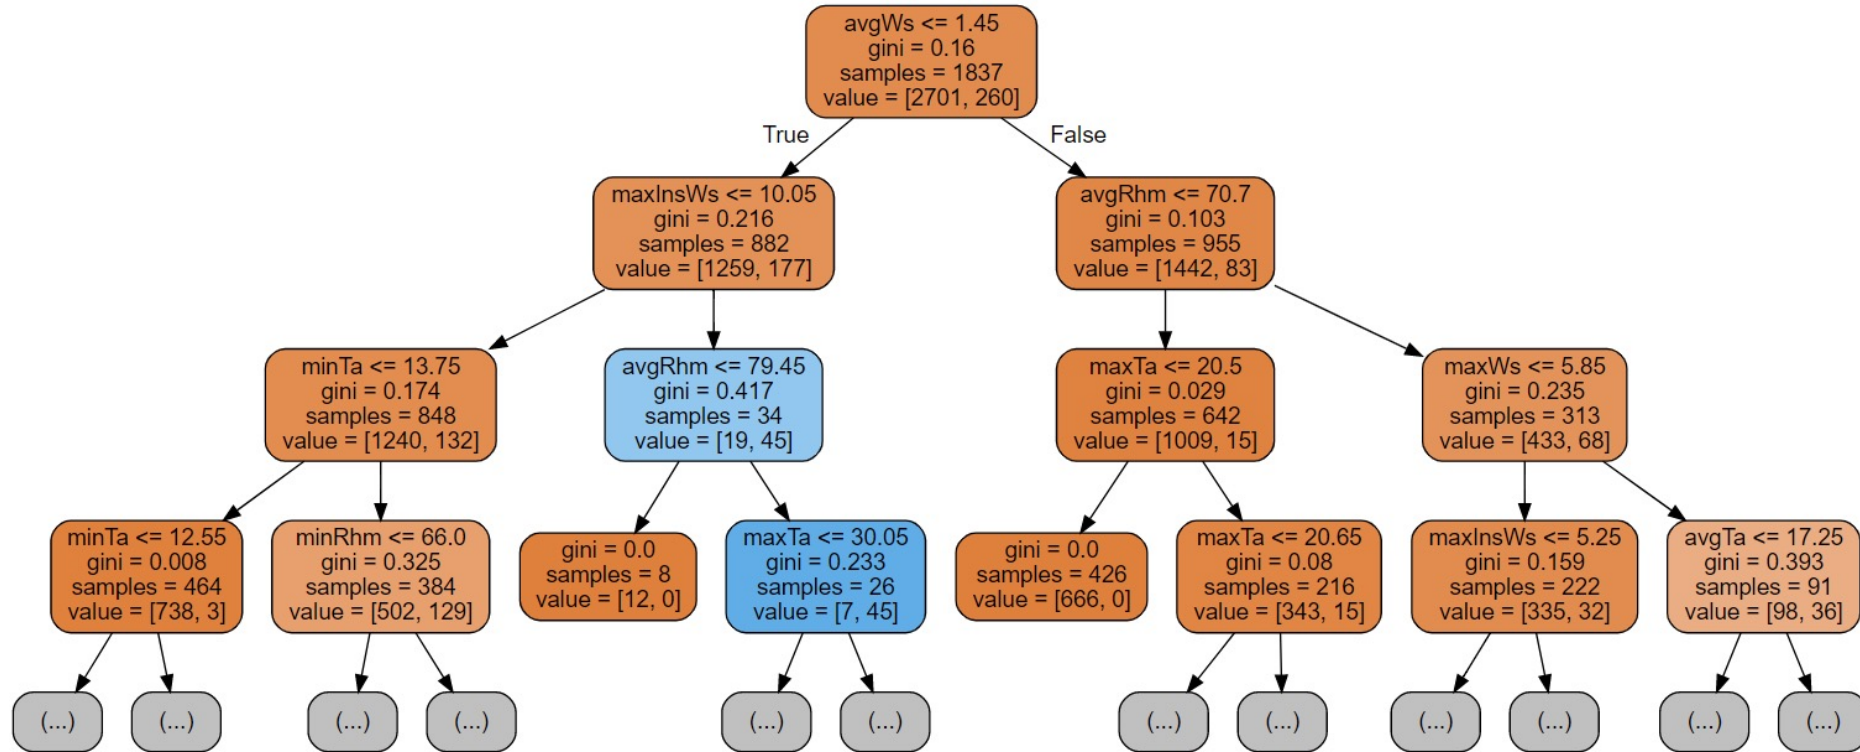 avgWs <= 1.45
gini = 0.16
samples = 1837
value = [2701, 260]
True
False
maxInsWs <= 10.05
gini = 0.216
samples = 882
value = [1259, 177]
avgRhm <= 70.7
gini = 0.103
samples = 955
value = [1442, 83]
minTa <= 13.75
gini = 0.174
samples = 848
value = [1240, 132]
avgRhm <= 79.45
gini = 0.417
samples = 34
value = [19, 45]
maxTa <= 20.5
gini = 0.029
samples = 642
value = [1009, 15]
maxWs <= 5.85
gini = 0.235
samples = 313
value = [433, 68]
minTa <= 12.55
gini = 0.008
samples = 464
value = [738, 3]
minRhm <= 66.0
gini = 0.325
samples = 384
value = [502, 129]
gini = 0.0
samples = 8
value = [12, 0]
maxTa <= 30.05
gini = 0.233
samples = 26
value = [7, 45]
gini = 0.0
samples = 426
value = [666, 0]
maxTa <= 20.65
gini = 0.08
samples = 216
value = [343, 15]
maxInsWs <= 5.25
gini = 0.159
samples = 222
value = [335, 32]
avgTa <= 17.25
gini = 0.393
samples = 91
value = [98, 36]
(...)
(...)
(...)
(...)
(...)
(...)
(...)
(...)
(...)
(...)
(...)
(...)